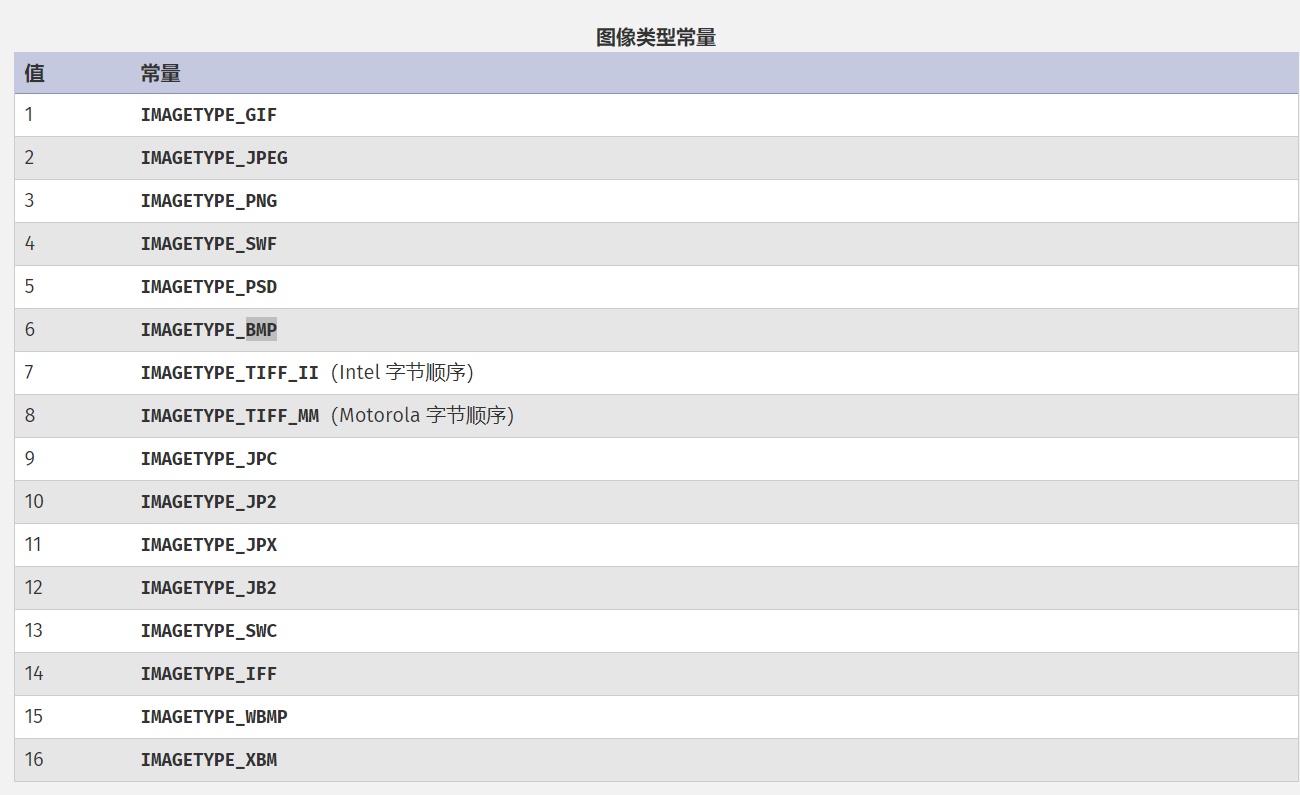 图像类型常量
值 常量
1 IMAGETYPE_GIF
2 IMAGETYPE_JPEG
3 IMAGETYPE_PNG
4 IMAGETYPE_SWF
5 IMAGETYPE_PSD
6 IMAGETYPE_BMP
7 IMAGETYPE_TIFF_II（Intel 字节顺序）
8 IMAGETYPE_TIFF_MM（Motorola 字节顺序）
9 IMAGETYPE_JPC
10 IMAGETYPE_JP2
11 IMAGETYPE_JPX
12 IMAGETYPE_JB2
13 IMAGETYPE_SWC
14 IMAGETYPE_IFF
15 IMAGETYPE_WBMP
16 IMAGETYPE_XBM